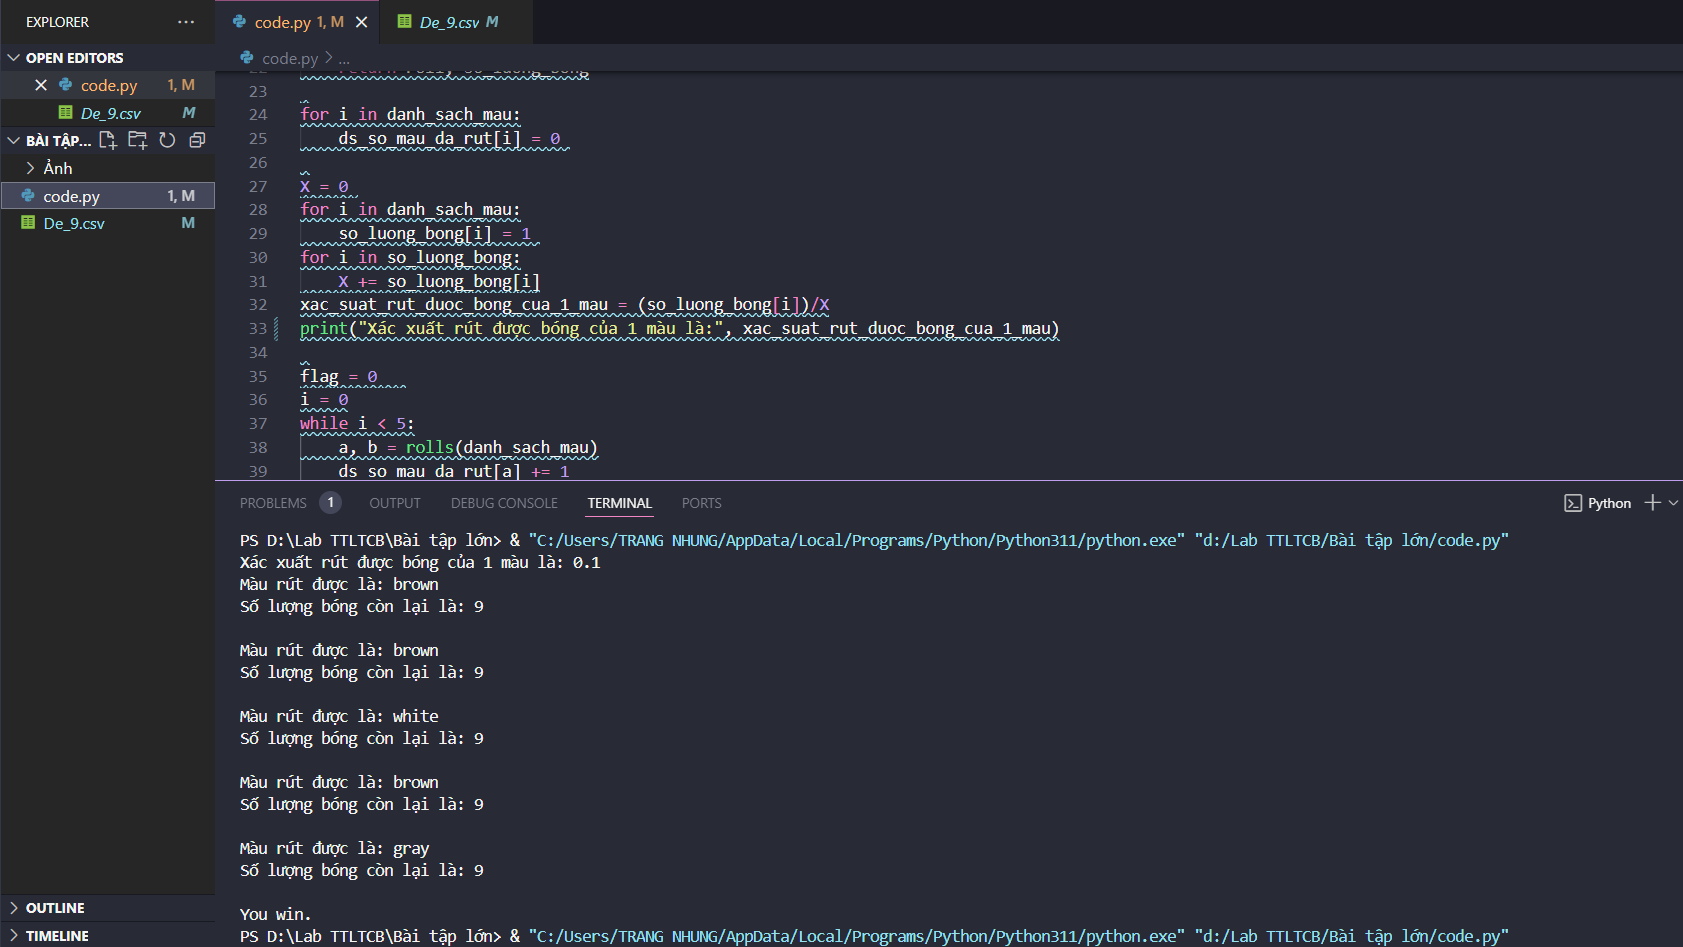 EXPLORER
OPEN EDITORS
code.py 1, M
De_9.csv M
BÀI TẬP...
Ảnh
code.py 1, M
De_9.csv M
OUTLINE
TIMELINE
code.py 1, M
De_9.csv M
code.py > ...
23
24 for i in danh_sach_mau:
25 ds_so_mau_da_rut[i] = 0
26
27 X = 0
28 for i in danh_sach_mau:
29 so_luong_bong[i] = 1
30 for i in so_luong_bong:
31 X += so_luong_bong[i]
32 xac_suat_rut_duoc_bong_cua_1_mau = (so_luong_bong[i])/X
33 print("Xác xuất rút được bóng của 1 màu là:", xac_suat_rut_duoc_bong_cua_1_mau)
34
35 flag = 0
36 i = 0
37 while i < 5:
38 a, b = rolls(danh_sach_mau)
39 ds_so_mau_da_rut[a] += 1
PROBLEMS 1 OUTPUT DEBUG CONSOLE TERMINAL PORTS
Python
PS D:\Lab TTLTCB\Bài tập lớn> & "C:/Users/TRANG NHUNG/AppData/Local/Programs/Python/Python311/python.exe" "d:/Lab TTLTCB/Bài tập lớn/code.py"
Xác xuất rút được bóng của 1 màu là: 0.1
Màu rút được là: brown
Số lượng bóng còn lại là: 9
Màu rút được là: brown
Số lượng bóng còn lại là: 9
Màu rút được là: white
Số lượng bóng còn lại là: 9
Màu rút được là: brown
Số lượng bóng còn lại là: 9
Màu rút được là: gray
Số lượng bóng còn lại là: 9
You win.
PS D:\Lab TTLTCB\Bài tập lớn> & "C:/Users/TRANG NHUNG/AppData/Local/Programs/Python/Python311/python.exe" "d:/Lab TTLTCB/Bài tập lớn/code.py"